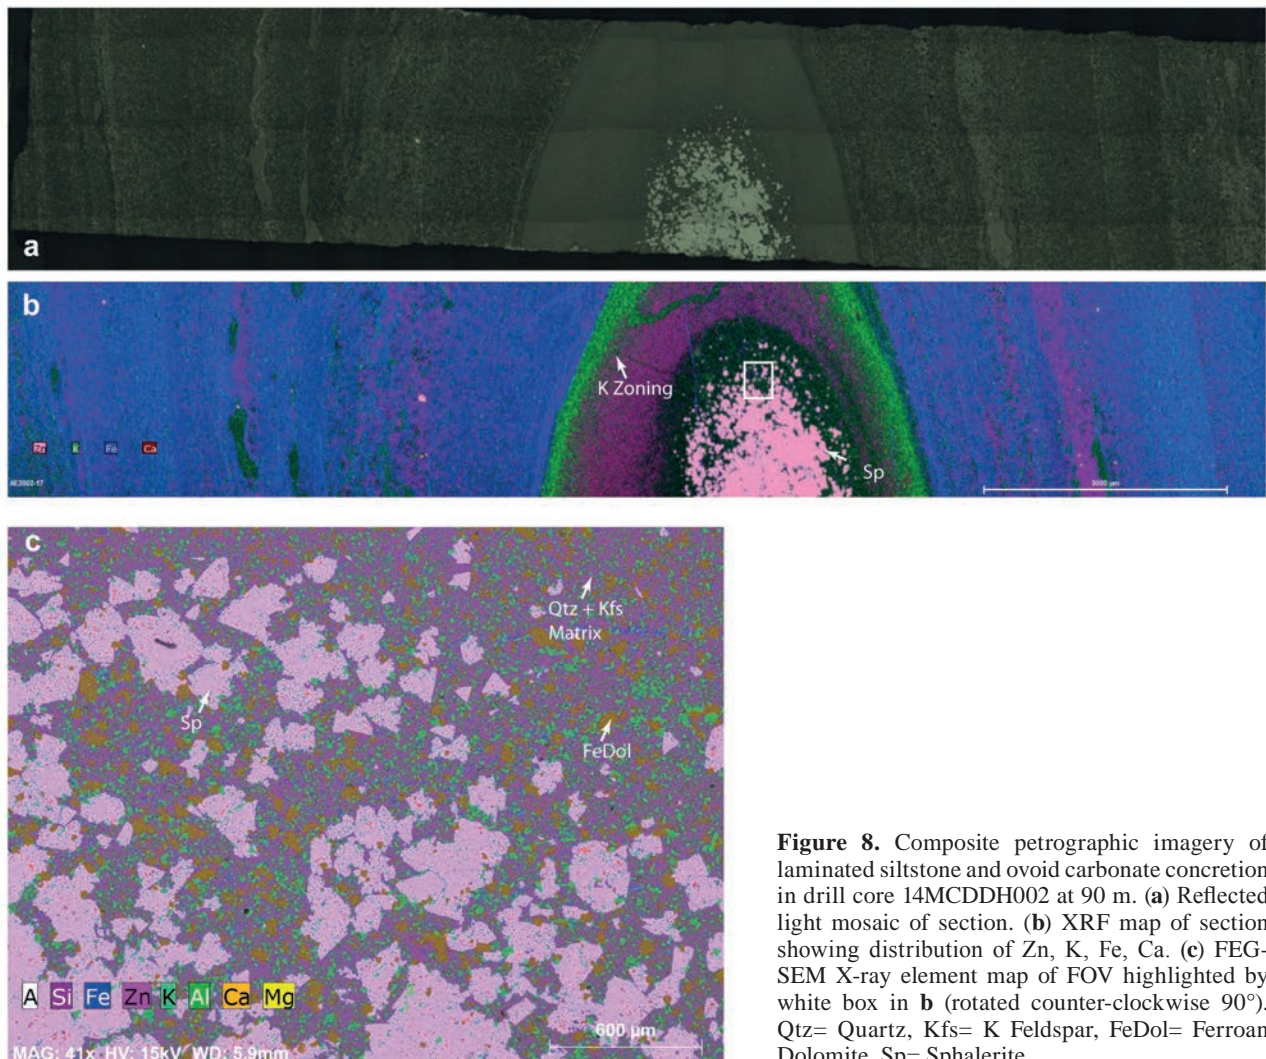 a
b
K Zoning
Sp
Zn K Fe Ca
AE2002-17
5000 µm
c
Qtz + Kfs
Matrix
Sp
FeDol
A Si Fe Zn K Al Ca Mg
600 µm
MAG: 41x HV: 15kV WD: 5.9mm
Figure 8. Composite petrographic imagery of
laminated siltstone and ovoid carbonate concretion
in drill core 14MCDDH002 at 90 m. (a) Reflected
light mosaic of section. (b) XRF map of section
showing distribution of Zn, K, Fe, Ca. (c) FEG-
SEM X-ray element map of FOV highlighted by
white box in b (rotated counter-clockwise 90°).
Qtz= Quartz, Kfs= K Feldspar, FeDol= Ferroan
Dolomite, Sp= Sphalerite